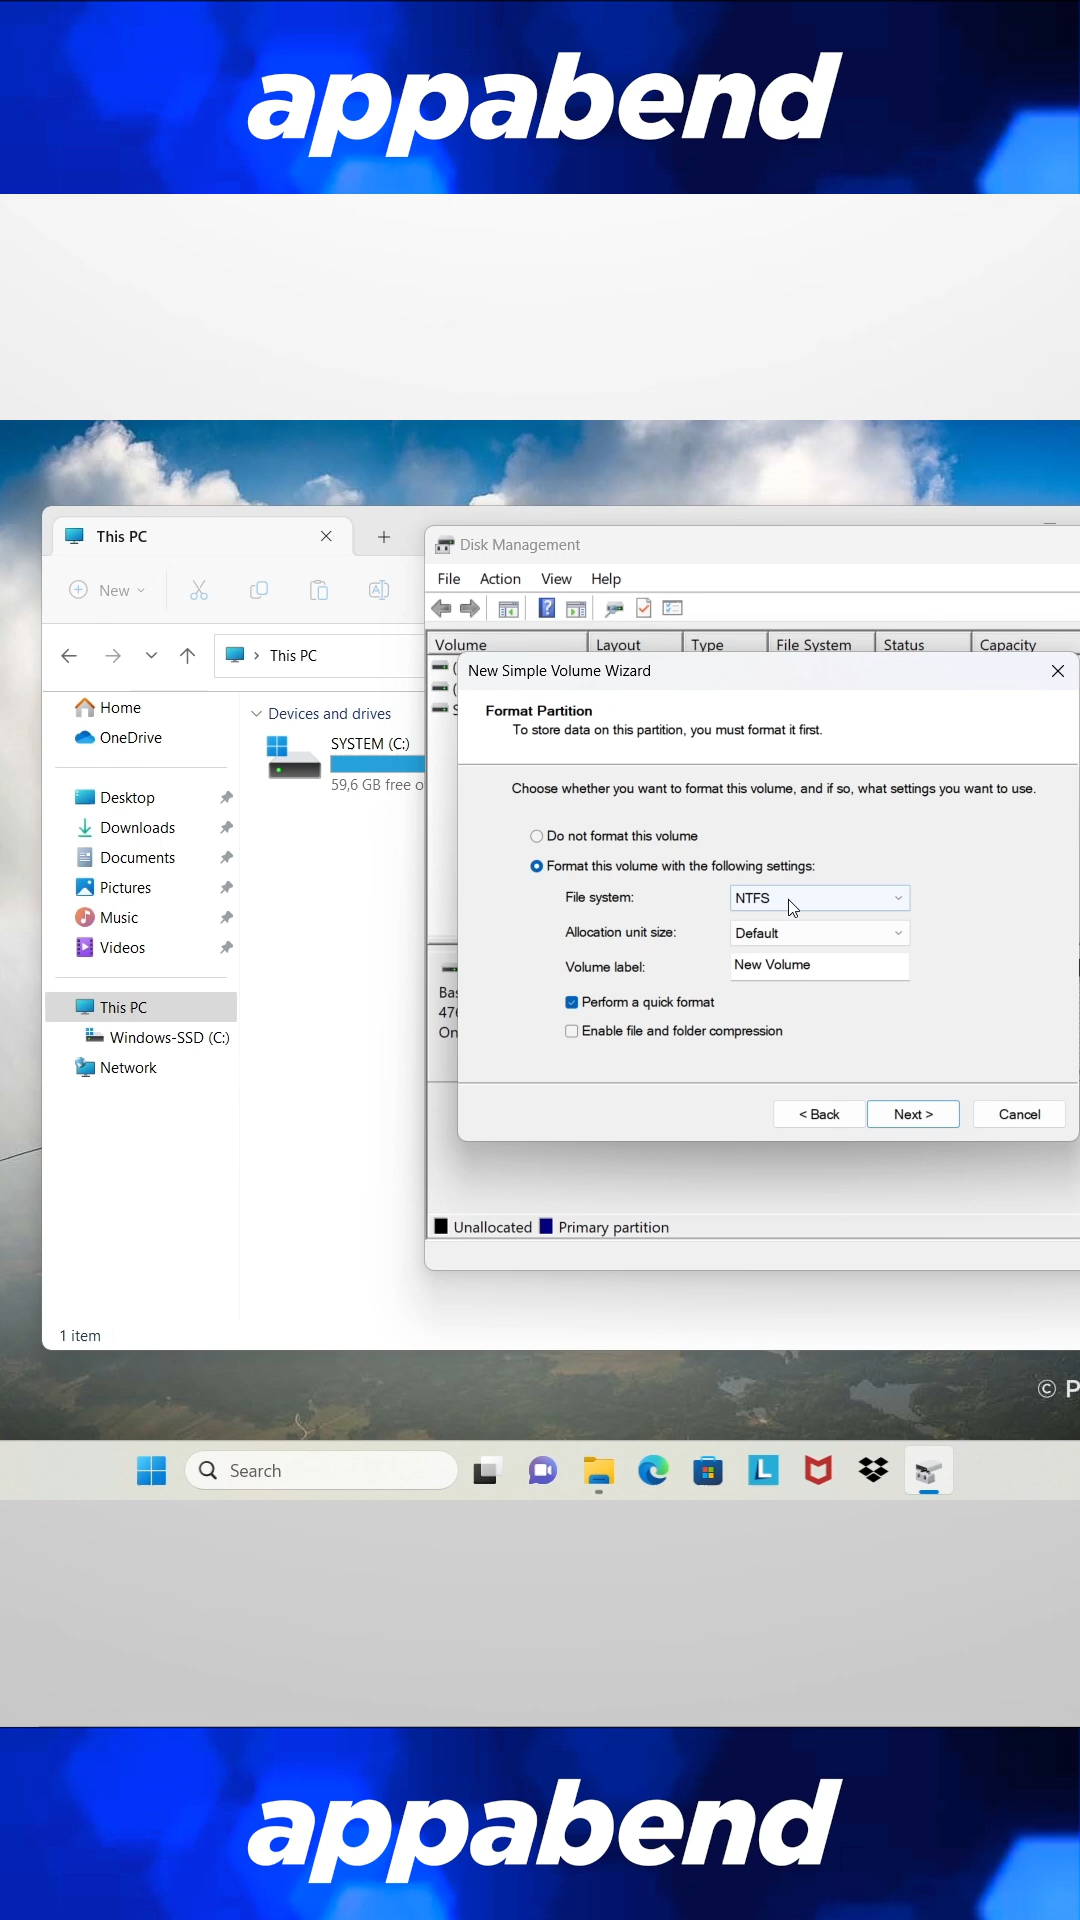 appabend
This PC
Disk Management
New
File Action View Help
This PC
Volume Layout Type File System Status Capacity
New Simple Volume Wizard
Home
OneDrive
Devices and drives
SYSTEM (C:)
59,6 GB free o
Format Partition
To store data on this partition, you must format it first.
Choose whether you want to format this volume, and if so, what settings you want to use.
Desktop
Downloads
Documents
Pictures
Music
Videos
Do not format this volume
Format this volume with the following settings:
File system: NTFS
Allocation unit size: Default
Volume label: New Volume
Perform a quick format
Enable file and folder compression
This PC
Windows-SSD (C:)
Network
Bas
476
On
< Back Next > Cancel
Unallocated Primary partition
1 item
© P
Search
appabend